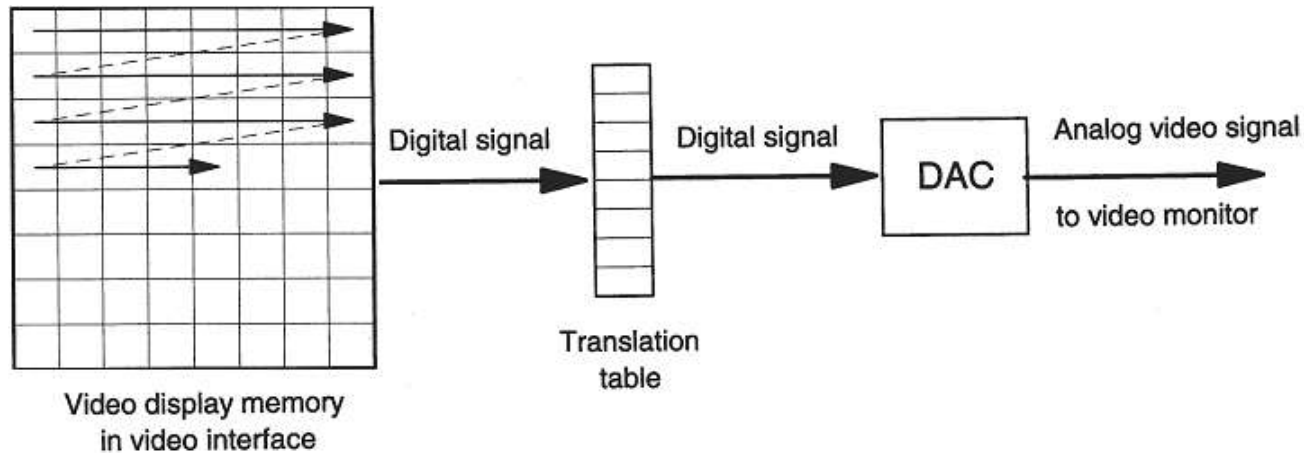 Digital signal
Digital signal
DAC
Analog video signal
to video monitor
Translation
table
Video display memory
in video interface